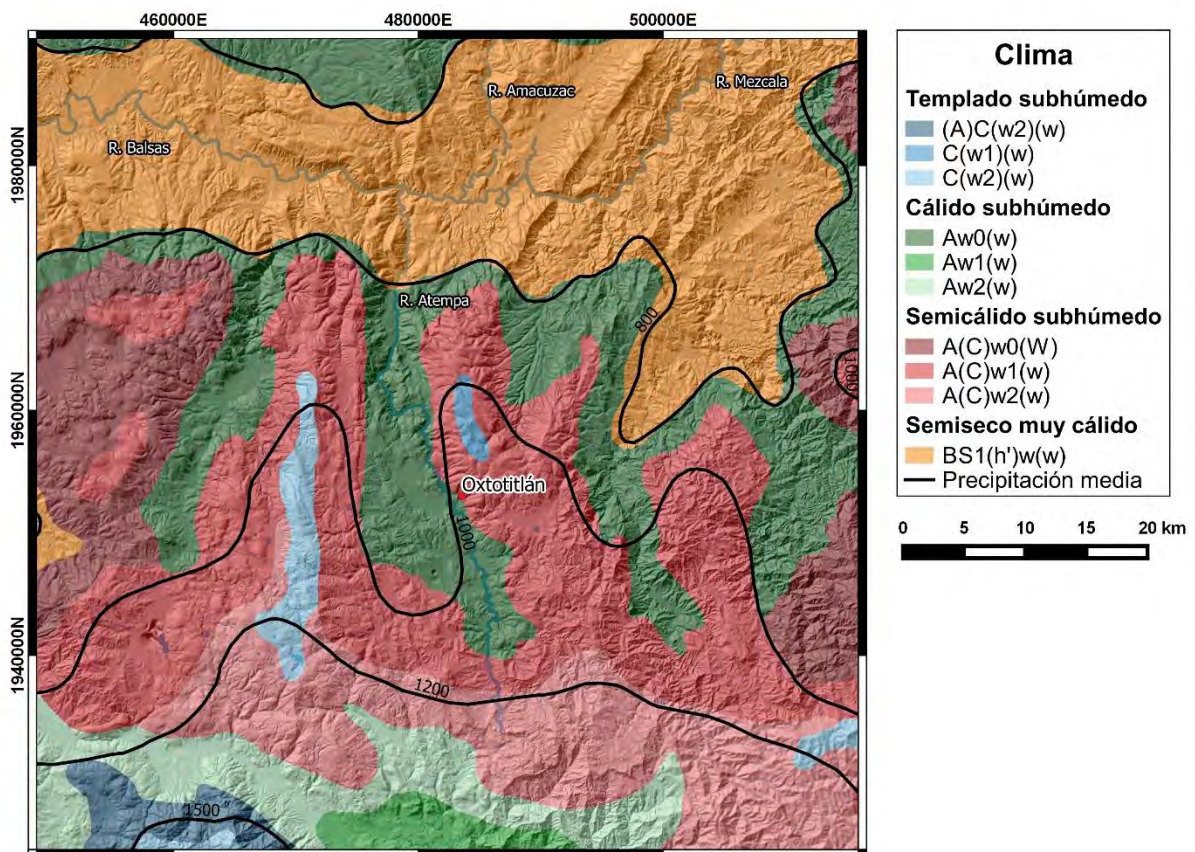 460000E
480000E
500000E
1980000N
1960000N
1940000N
R. Amacuzac
R. Mezcala
R. Balsas
R. Atempa
800
1000
Oxtotitlán
1000
1200
1500
Clima
Templado subhúmedo
(A)C(w2)(w)
C(w1)(w)
C(w2)(w)
Cálido subhúmedo
Aw0(w)
Aw1(w)
Aw2(w)
Semicálido subhúmedo
A(C)w0(W)
A(C)w1(w)
A(C)w2(w)
Semiseco muy cálido
BS1(h')w(w)
Precipitación media
0 5 10 15 20 km